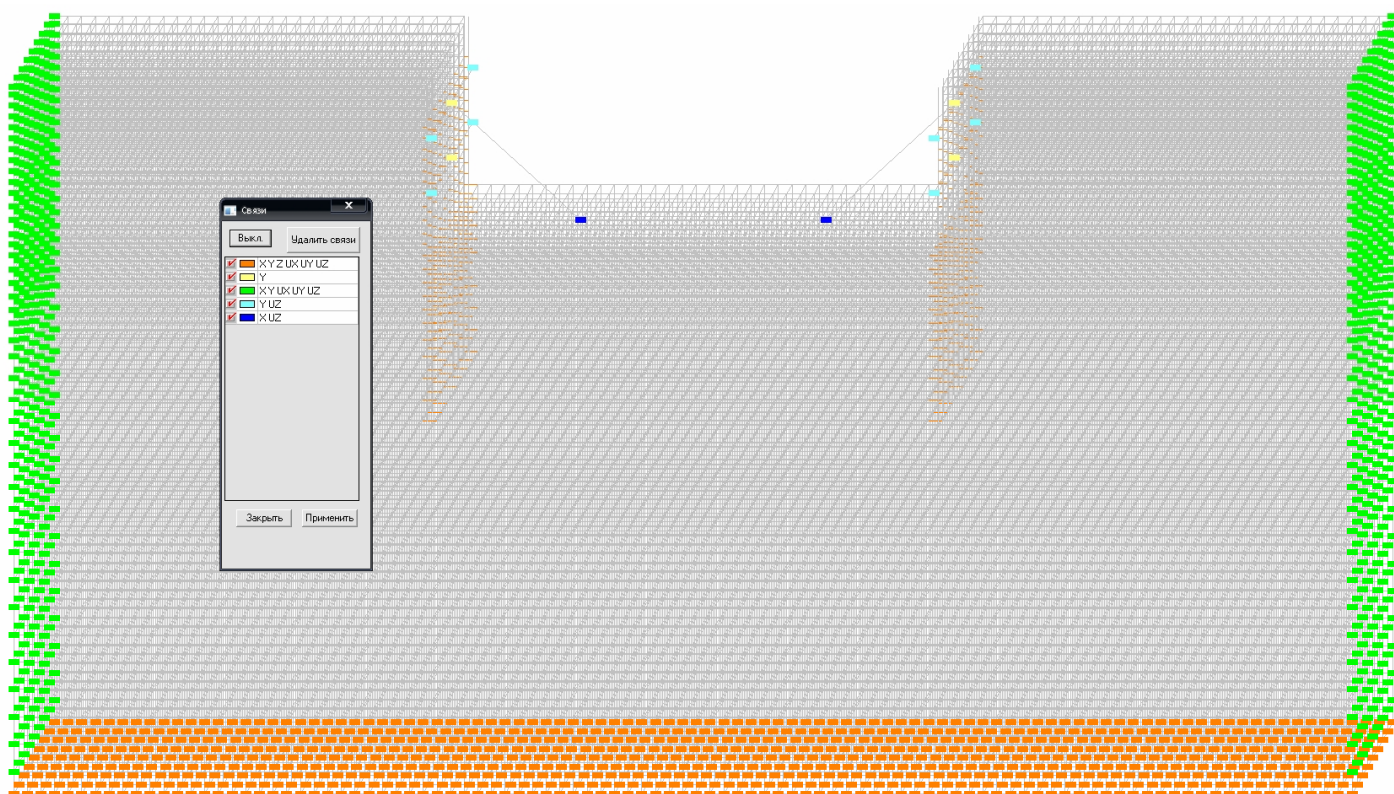 Связи
X
Выкл.
Удалить связи
X Y Z UX UY UZ
Y
X Y UX UY UZ
Y UZ
X UZ
Закрыть
Применить